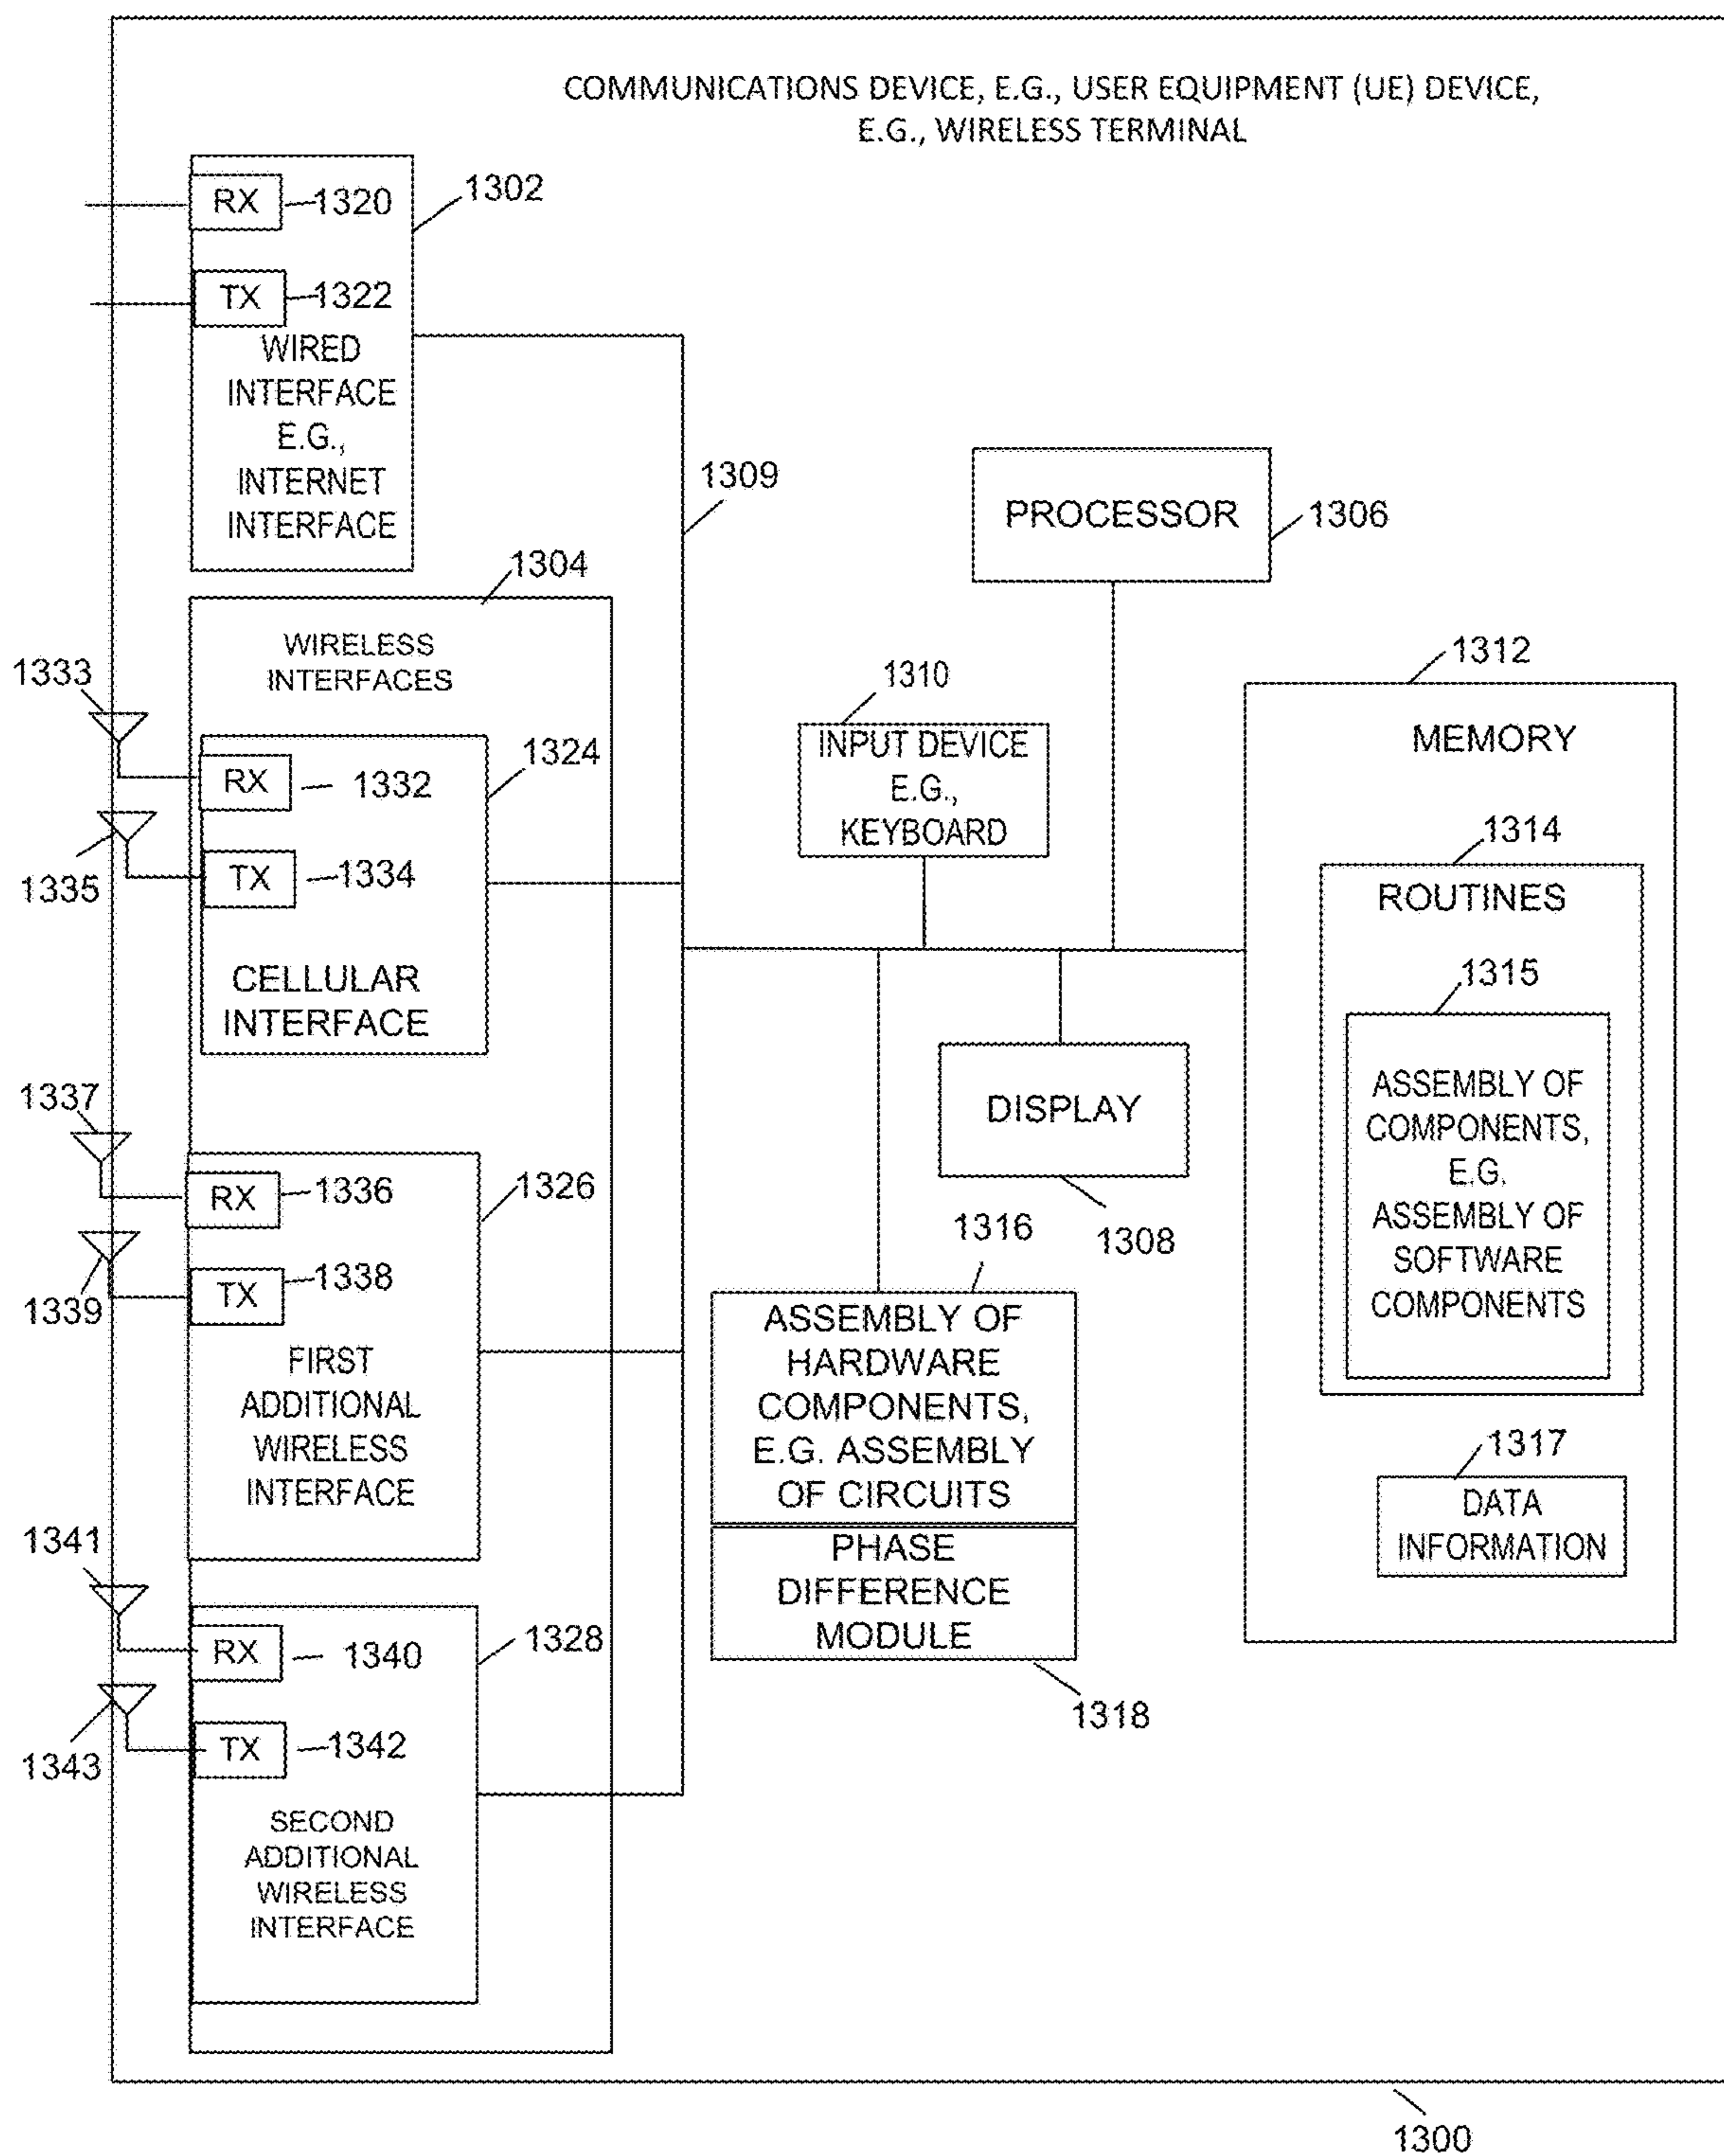 COMMUNICATIONS DEVICE, E.G., USER EQUIPMENT (UE) DEVICE,
E.G., WIRELESS TERMINAL
1302
RX
1320
TX
1322
WIRED
INTERFACE
E.G.,
INTERNET
INTERFACE
1304
WIRELESS
INTERFACES
1333
1324
RX
1332
1335
TX
1334
CELLULAR
INTERFACE
1337
1326
RX
1336
1339
TX
1338
FIRST
ADDITIONAL
WIRELESS
INTERFACE
1341
1328
RX
1340
1343
TX
1342
SECOND
ADDITIONAL
WIRELESS
INTERFACE
1309
PROCESSOR
1306
1310
INPUT DEVICE
E.G.,
KEYBOARD
DISPLAY
1308
1316
ASSEMBLY OF
HARDWARE
COMPONENTS,
E.G. ASSEMBLY
OF CIRCUITS
PHASE
DIFFERENCE
MODULE
1318
1312
MEMORY
1314
ROUTINES
1315
ASSEMBLY OF
COMPONENTS,
E.G.
ASSEMBLY OF
SOFTWARE
COMPONENTS
1317
DATA
INFORMATION
1300